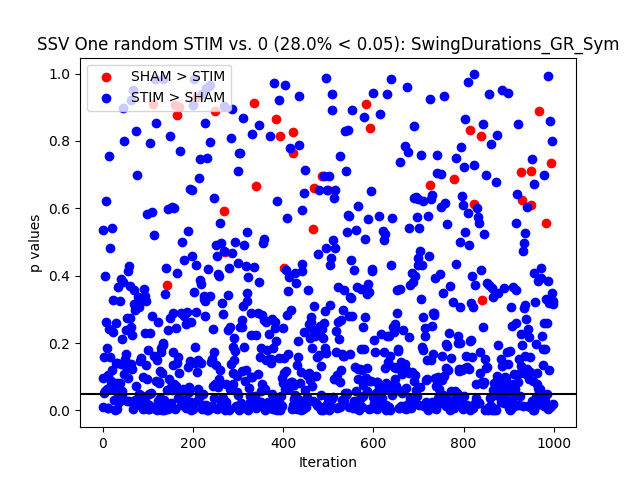 SSV One random STIM vs. 0 (28.0% < 0.05): SwingDurations_GR_Sym
SHAM > STIM
STIM > SHAM
p values
1.0
0.8
0.6
0.4
0.2
0.0
0 200 400 600 800 1000
Iteration